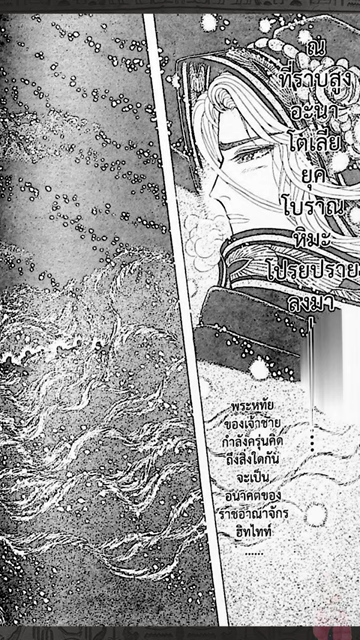 ณ
ที่ราบสูง
อะนา
โตเลีย
ยุค
โบราณ
หิมะ
โปรยปราย
ลงมา
พระหทัย
ของเจ้าชาย
กำลังครุ่นคิด
ถึงสิ่งใดกัน
จะเป็น
อนาคตของ
ราชอาณาจักร
ฮิทไทท์
......